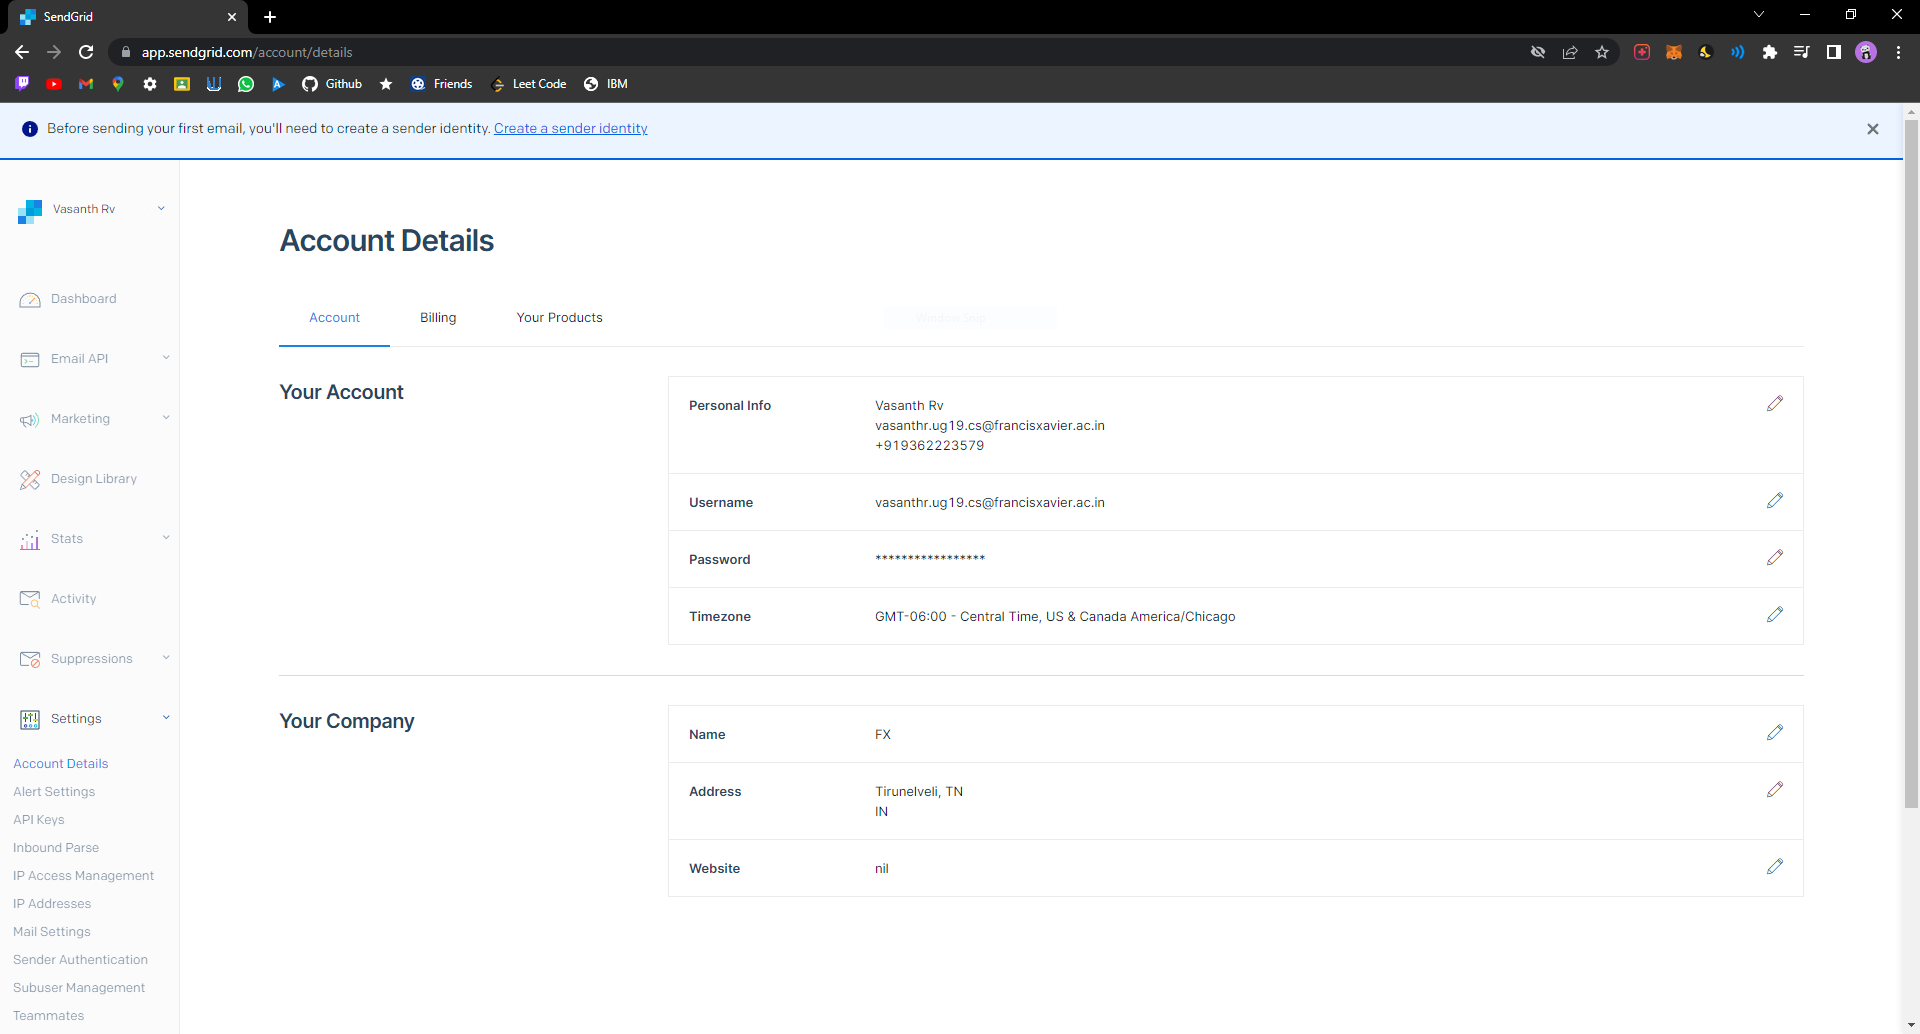 SendGrid
app.sendgrid.com/account/details
Github
Friends
Leet Code
IBM
Before sending your first email, you'll need to create a sender identity. Create a sender identity
Vasanth Rv
Dashboard
Email API
Marketing
Design Library
Stats
Activity
Suppressions
Settings
Account Details
Alert Settings
API Keys
Inbound Parse
IP Access Management
IP Addresses
Mail Settings
Sender Authentication
Subuser Management
Teammates
Account Details
Account Billing Your Products
Window Snip
Your Account
Personal Info
Vasanth Rv
vasanthr.ug19.cs@francisxavier.ac.in
+919362223579
Username vasanthr.ug19.cs@francisxavier.ac.in
Password *****************
Timezone GMT-06:00 - Central Time, US & Canada America/Chicago
Your Company
Name FX
Address Tirunelveli, TN
IN
Website nil